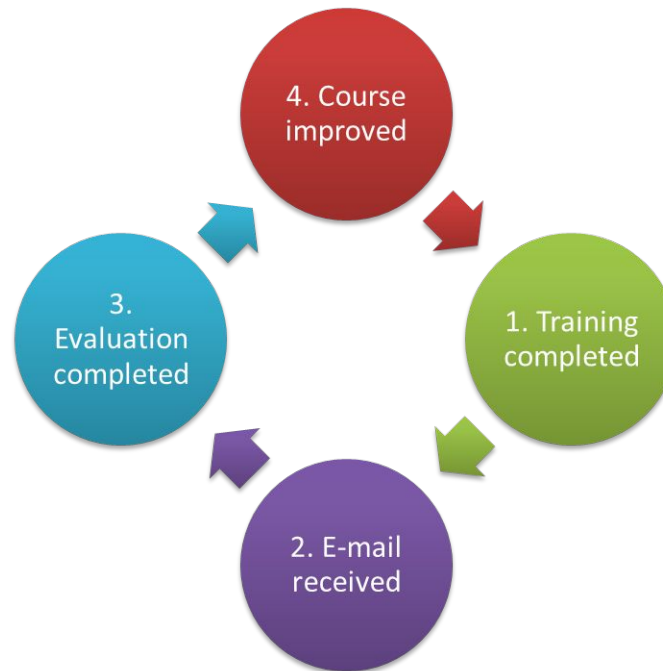 4. Course
improved
1. Training
completed
2. E-mail
received
3.
Evaluation
completed